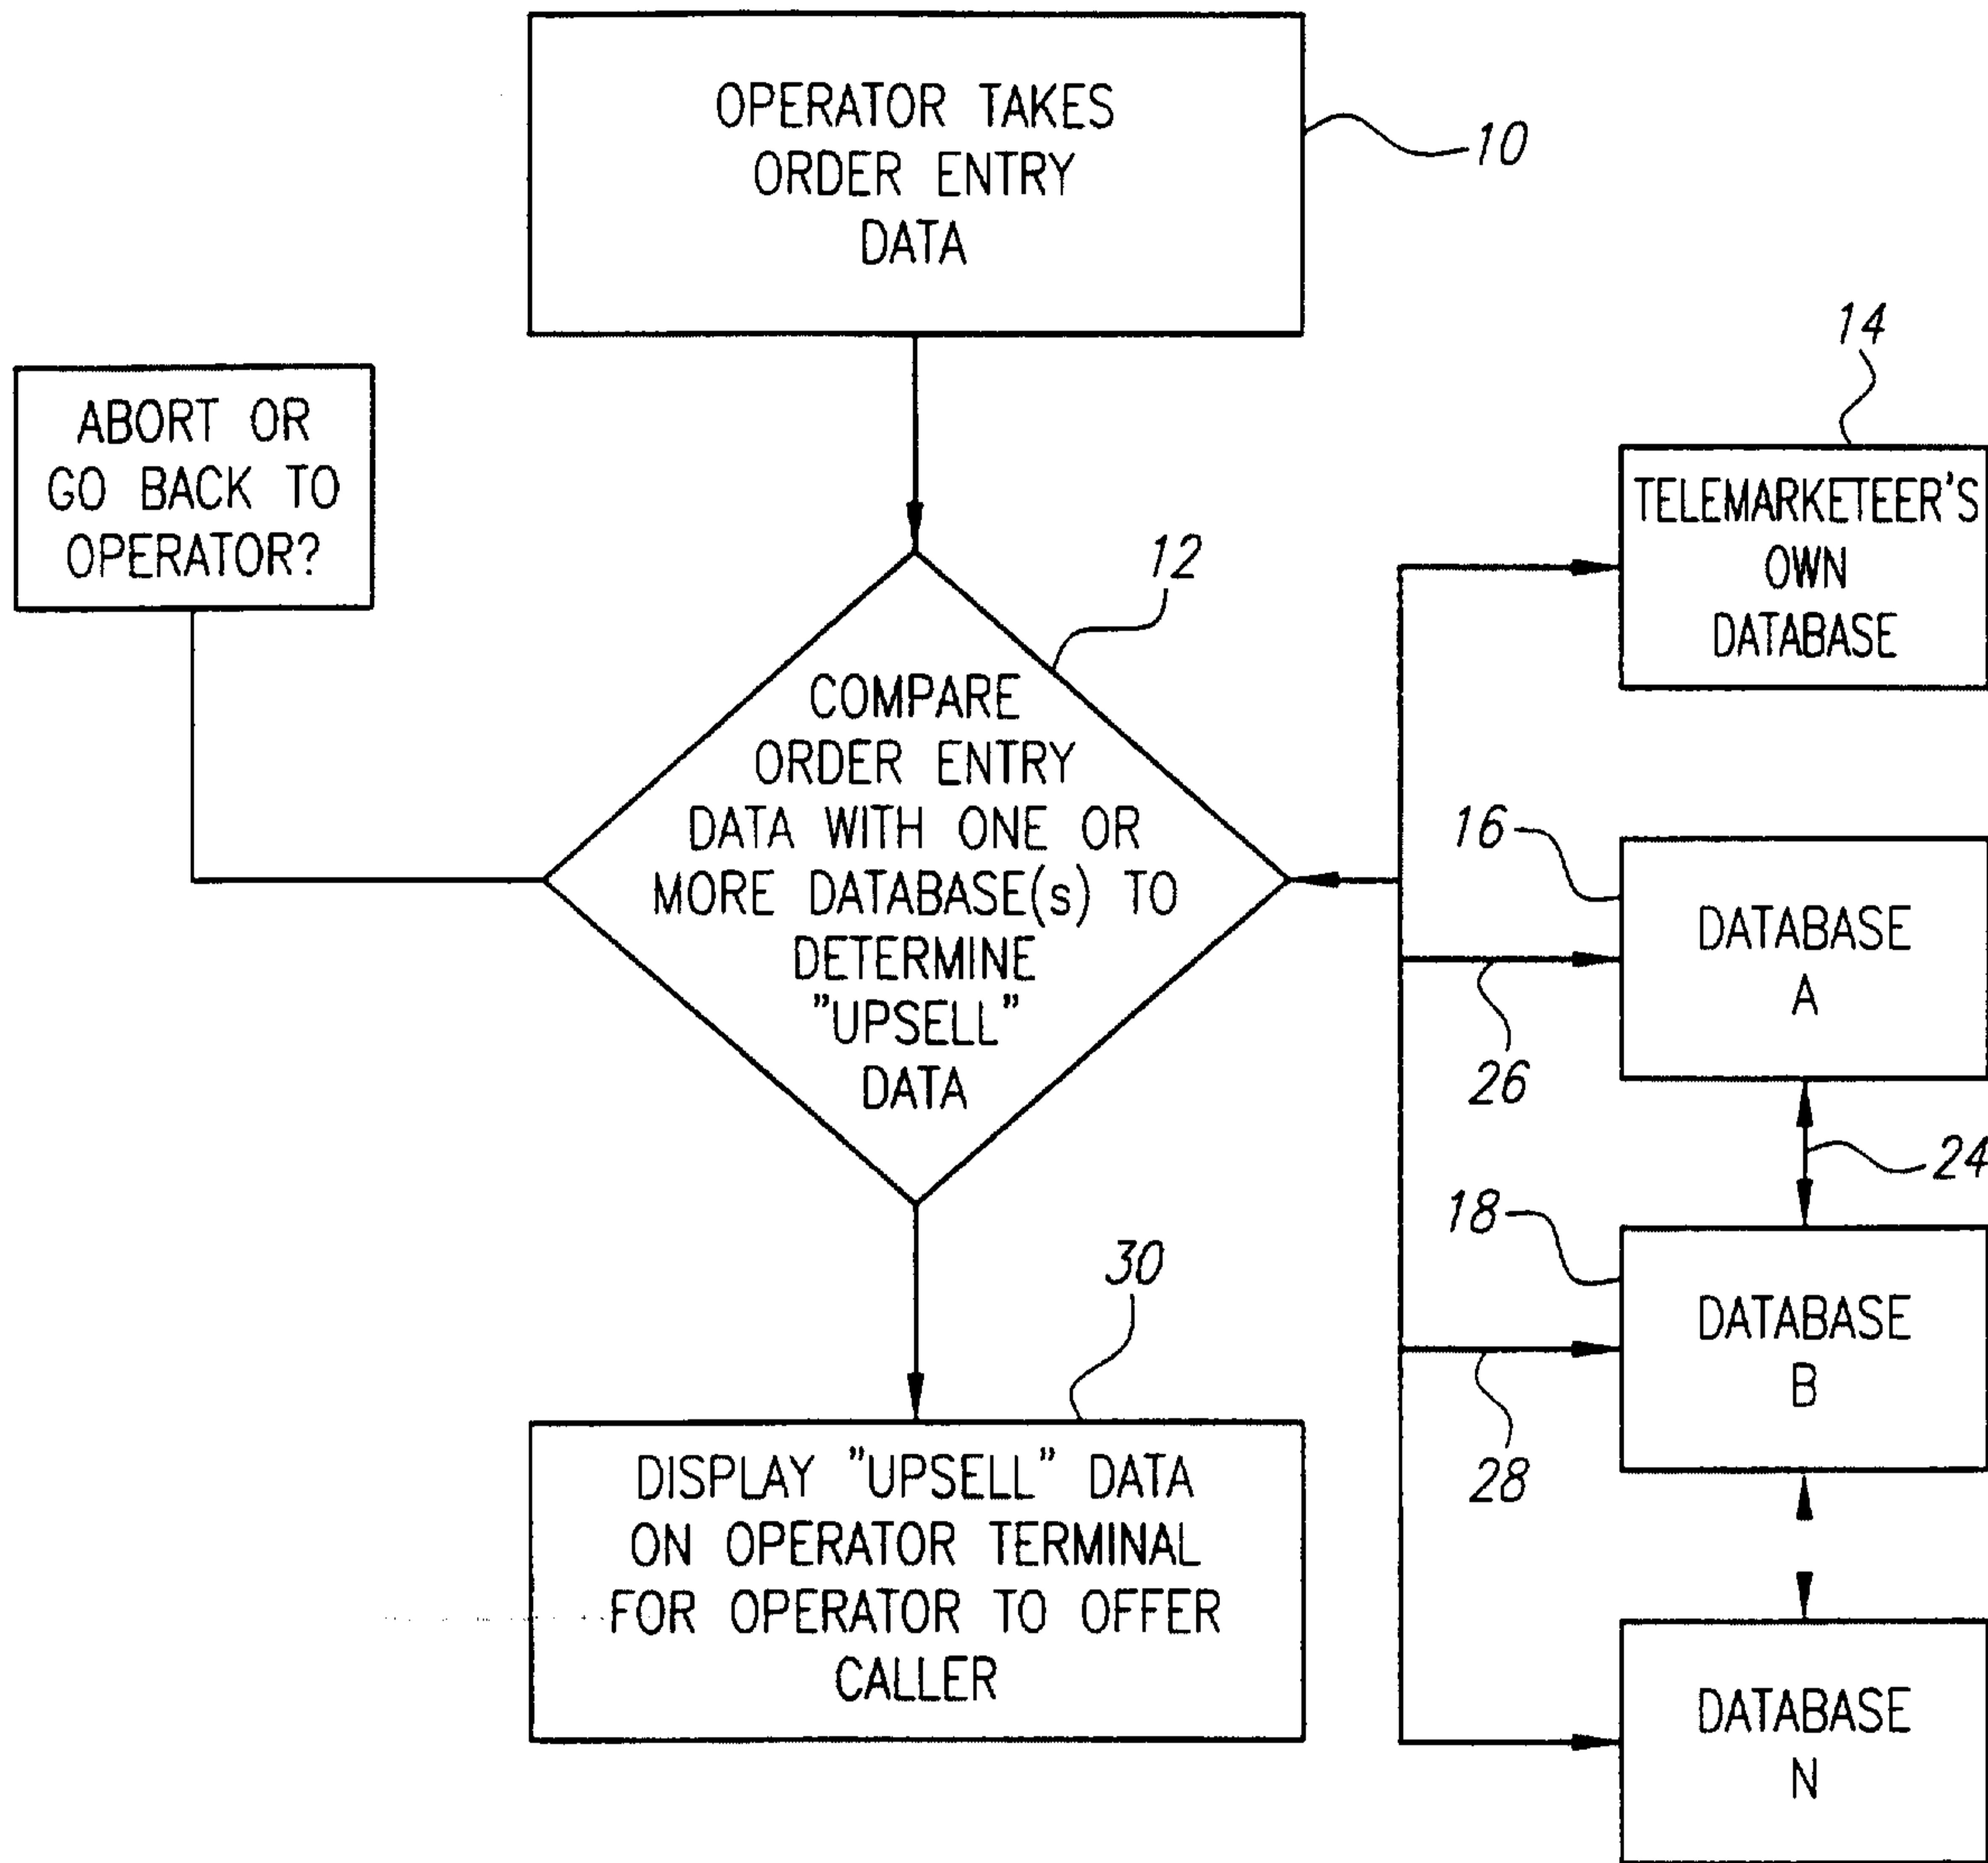 OPERATOR TAKES
ORDER ENTRY
DATA
10
ABORT OR
GO BACK TO
OPERATOR?
12
COMPARE
ORDER ENTRY
DATA WITH ONE OR
MORE DATABASE(s) TO
DETERMINE
"UPSELL"
DATA
14
TELEMARKETEER'S
OWN
DATABASE
16
DATABASE
A
26
24
18
DATABASE
B
28
30
DISPLAY "UPSELL" DATA
ON OPERATOR TERMINAL
FOR OPERATOR TO OFFER
CALLER
DATABASE
N